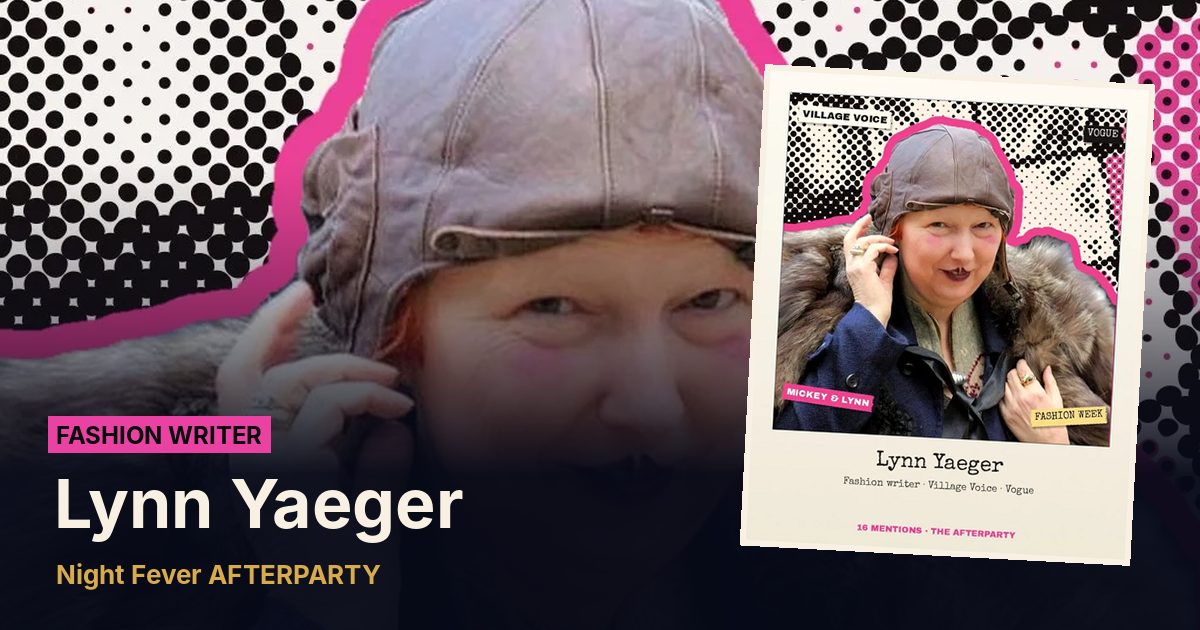 FASHION WRITER
Lynn Yaeger
Night Fever AFTERPARTY
VILLAGE VOICE
VOGUE
MICKEY & LYNN
FASHION WEEK
Lynn Yaeger
Fashion writer · Village Voice · Vogue
16 MENTIONS · THE AFTERPARTY